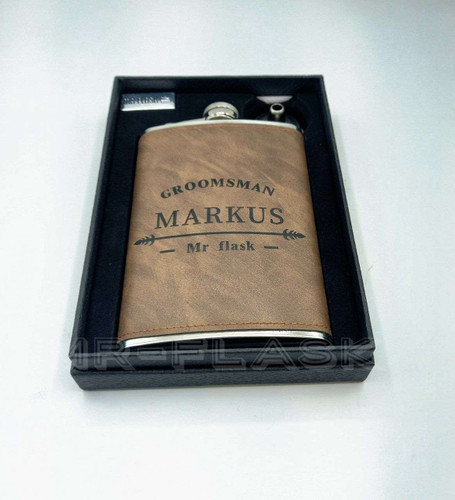 GROOMSMAN
MARKUS
— Mr flask —
MR-FLASK